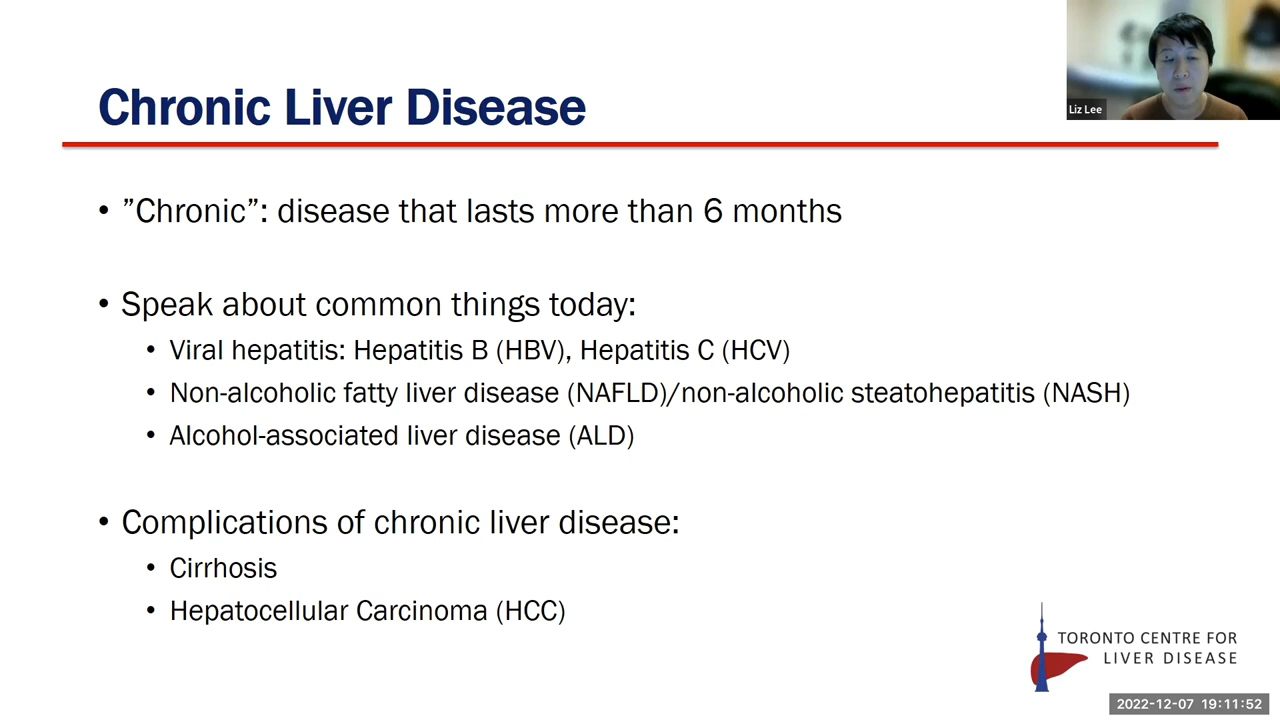 Liz Lee
Chronic Liver Disease
• ”Chronic”: disease that lasts more than 6 months
• Speak about common things today:
• Viral hepatitis: Hepatitis B (HBV), Hepatitis C (HCV)
• Non-alcoholic fatty liver disease (NAFLD)/non-alcoholic steatohepatitis (NASH)
• Alcohol-associated liver disease (ALD)
• Complications of chronic liver disease:
• Cirrhosis
• Hepatocellular Carcinoma (HCC)
TORONTO CENTRE FOR
LIVER DISEASE
2022-12-07 19:11:52